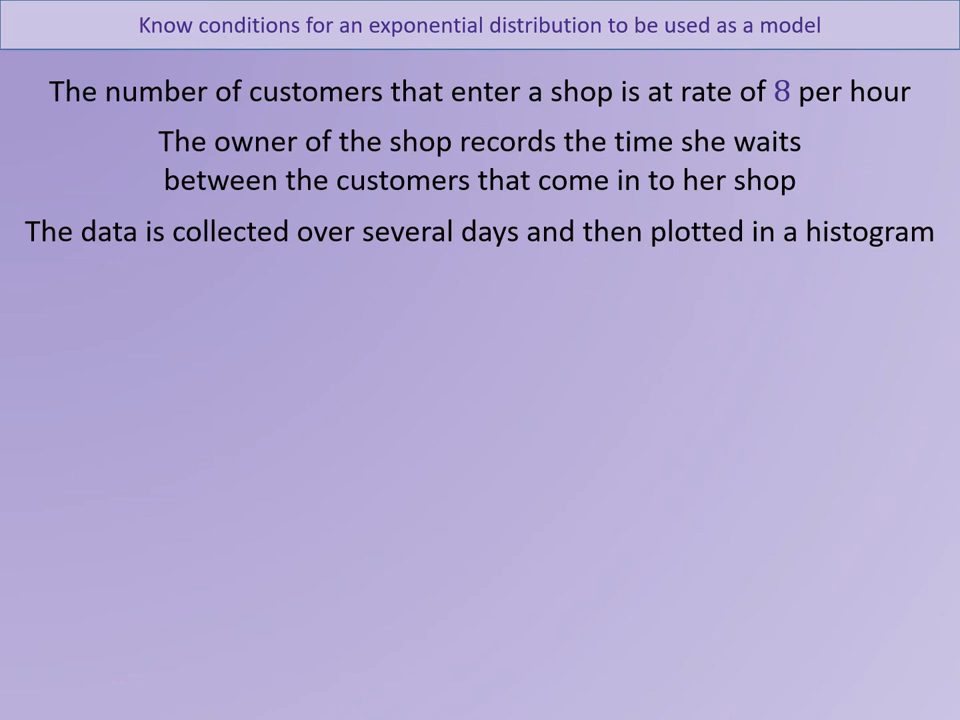 Know conditions for an exponential distribution to be used as a model
The number of customers that enter a shop is at rate of 8 per hour
The owner of the shop records the time she waits
between the customers that come in to her shop
The data is collected over several days and then plotted in a histogram